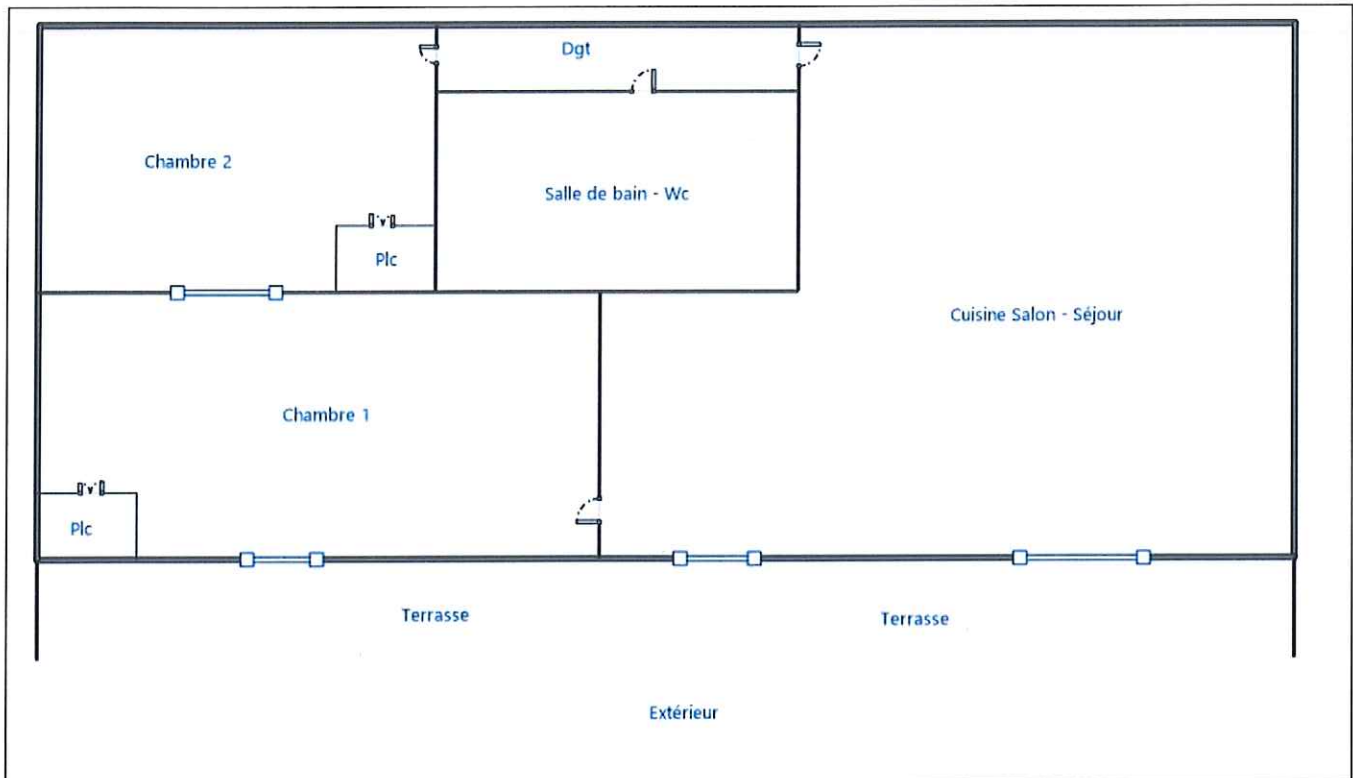 Dgt
Chambre 2
Salle de bain - Wc
Plc
Cuisine Salon - Séjour
Chambre 1
Plc
Terrasse
Terrasse
Extérieur